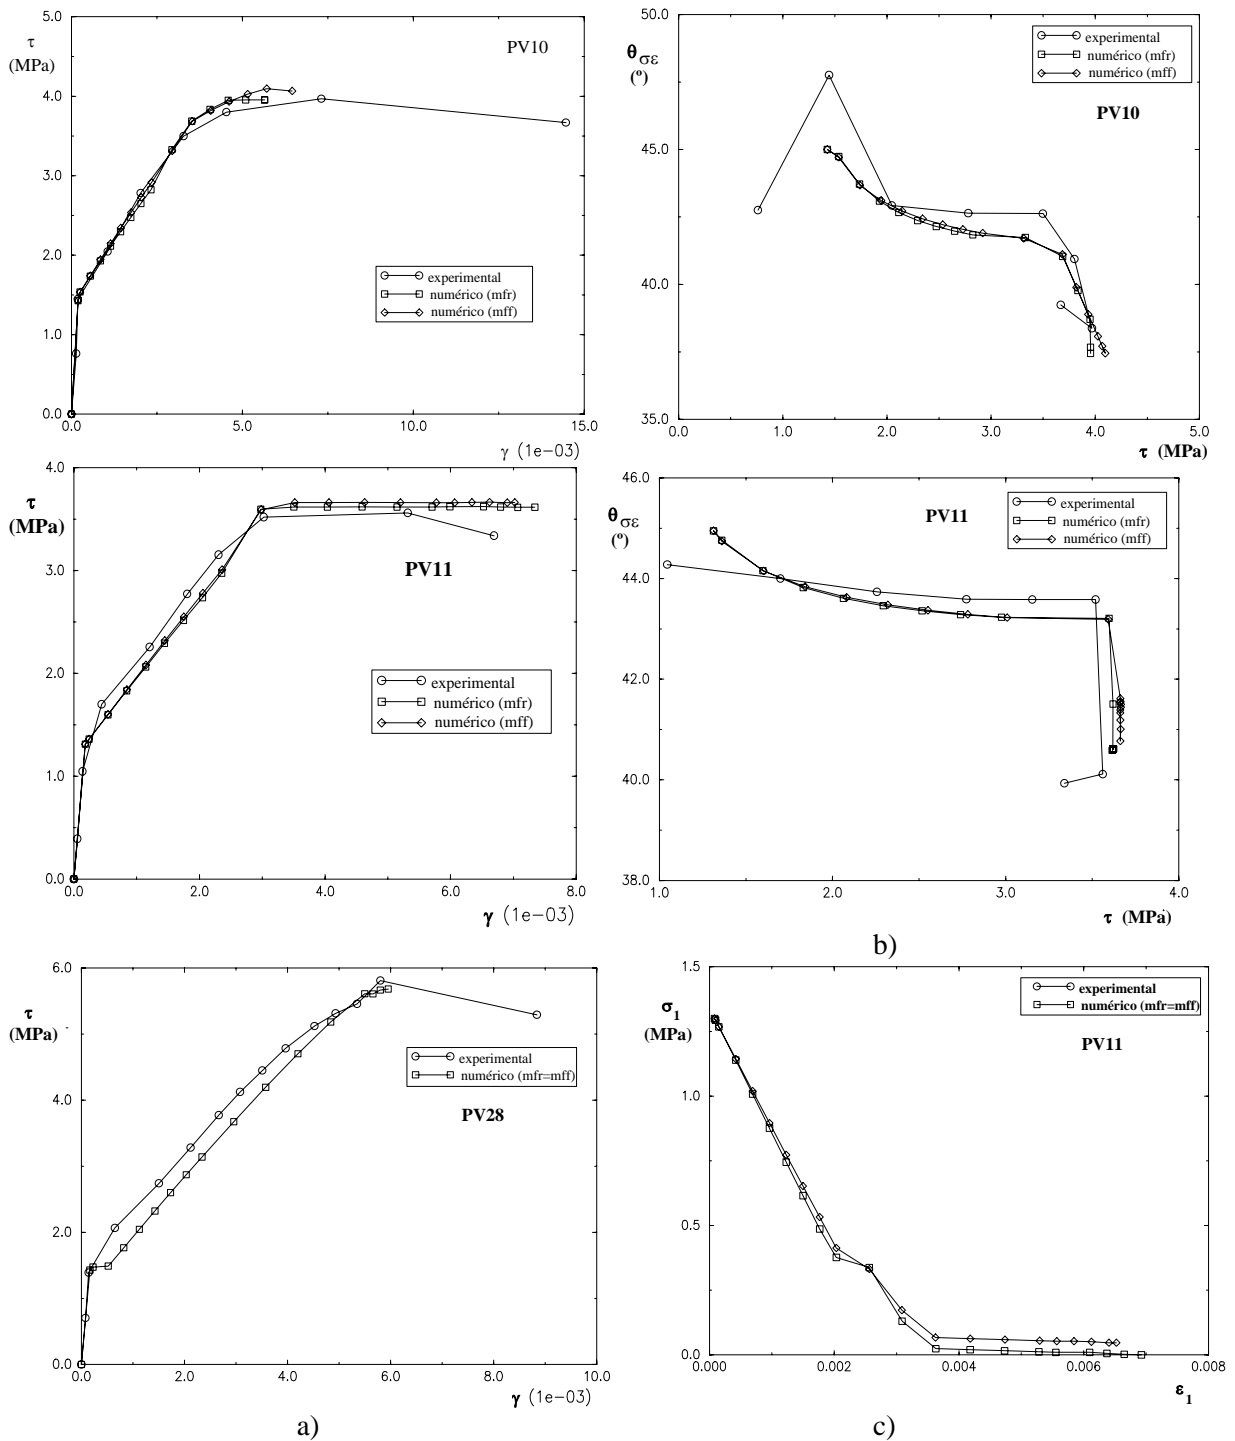 5.0
τ
(MPa)
PV10
4.0
3.0
2.0
experimental
numérico (mfr)
numérico (mff)
1.0
0.0
0.0
5.0
10.0
15.0
γ (1e−03)
50.0
θσε
(º)
experimental
numérico (mfr)
numérico (mff)
PV10
45.0
40.0
35.0
0.0
1.0
2.0
3.0
4.0
5.0
τ (MPa)
4.0
τ
(MPa)
PV11
3.0
2.0
experimental
numérico (mfr)
numérico (mff)
1.0
0.0
0.0
2.0
4.0
6.0
8.0
γ (1e−03)
46.0
θσε
(º)
PV11
experimental
numérico (mfr)
numérico (mff)
44.0
42.0
40.0
38.0
1.0
2.0
3.0
4.0
τ (MPa)
b)
6.0
τ
(MPa)
experimental
numérico (mfr=mff)
PV28
4.0
2.0
0.0
0.0
2.0
4.0
6.0
8.0
10.0
γ (1e−03)
a)
1.5
σ1
(MPa)
experimental
numérico (mfr=mff)
PV11
1.0
0.5
0.0
0.000
0.002
0.004
0.006
0.008
ε1
c)